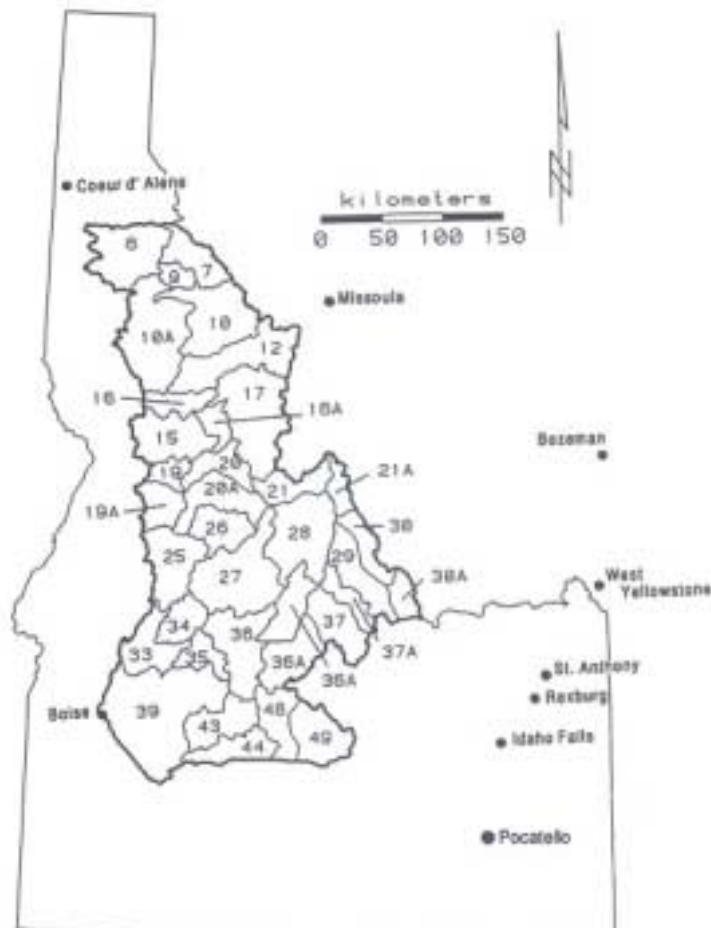 Coeur d'Alene
kilometers
0 50 100 150
8
7
9
Missoula
10
10A
12
16
17
16A
15
Bozeman
19
20
21A
20A
21
19A
30
26
28
25
29
27
30A
West
Yellowstone
34
37
36
33
35
36A
37A
36A
St. Anthony
Rexburg
Boise
39
48
43
49
Idaho Falls
44
Pocatello